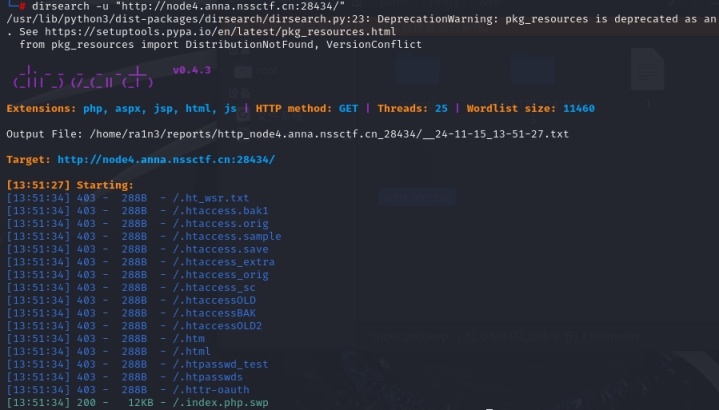 # dirsearch -u "http://node4.anna.nssctf.cn:28434/"
/usr/lib/python3/dist-packages/dirsearch/dirsearch.py:23: DeprecationWarning: pkg_resources is deprecated as an
. See https://setuptools.pypa.io/en/latest/pkg_resources.html
from pkg_resources import DistributionNotFound, VersionConflict
v0.4.3
Extensions: php, aspx, jsp, html, js | HTTP method: GET | Threads: 25 | Wordlist size: 11460
Output File: /home/ra1n3/reports/http_node4.anna.nssctf.cn_28434/__24-11-15_13-51-27.txt
Target: http://node4.anna.nssctf.cn:28434/
[13:51:27] Starting:
[13:51:34] 403 - 288B - /.ht_wsr.txt
[13:51:34] 403 - 288B - /.htaccess.bak1
[13:51:34] 403 - 288B - /.htaccess.orig
[13:51:34] 403 - 288B - /.htaccess.sample
[13:51:34] 403 - 288B - /.htaccess.save
[13:51:34] 403 - 288B - /.htaccess_extra
[13:51:34] 403 - 288B - /.htaccess_orig
[13:51:34] 403 - 288B - /.htaccess_sc
[13:51:34] 403 - 288B - /.htaccessOLD
[13:51:34] 403 - 288B - /.htaccessBAK
[13:51:34] 403 - 288B - /.htaccessOLD2
[13:51:34] 403 - 288B - /.htm
[13:51:34] 403 - 288B - /.html
[13:51:34] 403 - 288B - /.htpasswd_test
[13:51:34] 403 - 288B - /.htpasswds
[13:51:34] 403 - 288B - /.httr-oauth
[13:51:34] 200 - 12KB - /.index.php.swp